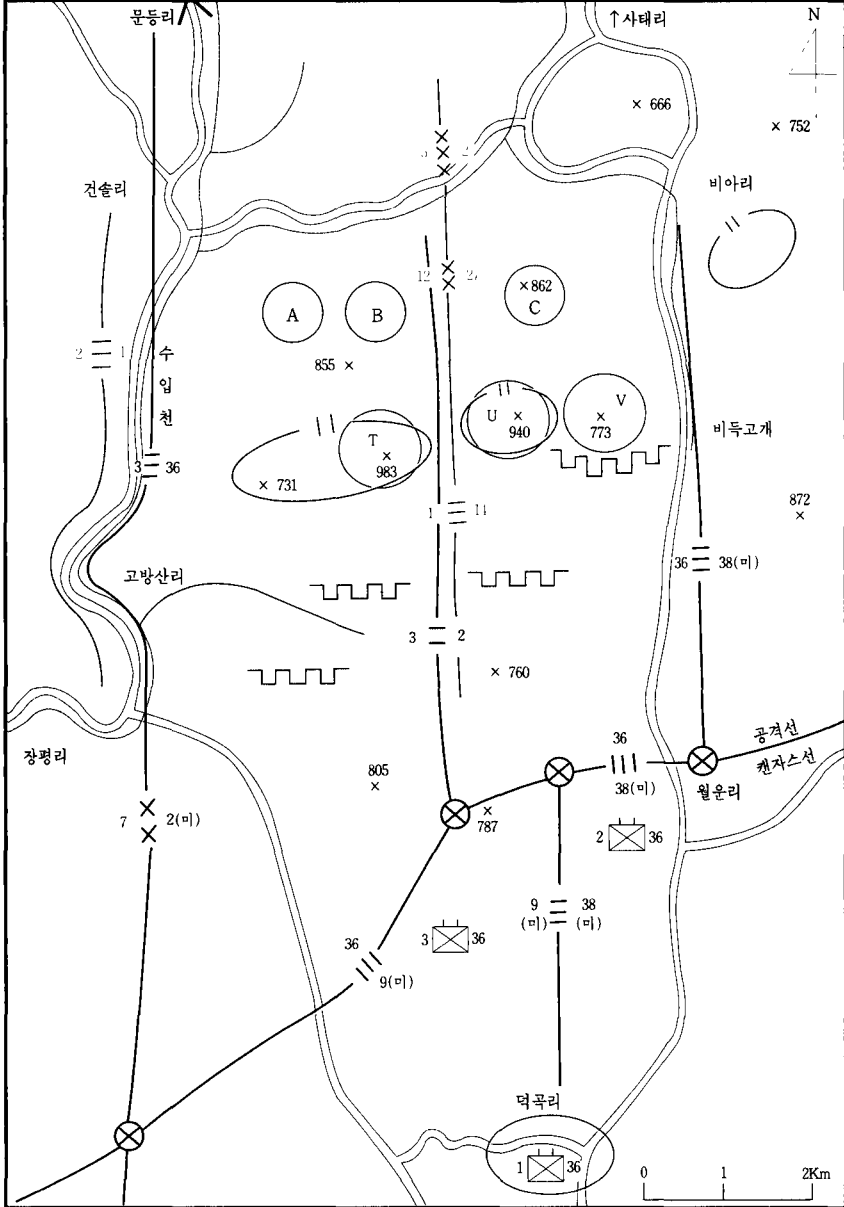 문등리
↑사태리
N
× 666
× 752
비아리
건솔리
12 27
× 862
A
B
C
2 1
수입천
855 ×
U
× 940
V
× 773
비득고개
T
× 983
× 731
3 36
872
×
1 14
고방산리
36 38(미)
3 2
× 760
장평리
공격선
캔자스선
36
38(미)
월운리
805
×
7 2(미)
×
787
2 36
9
(미)
38
(미)
3 36
36
9(미)
덕곡리
1 36
0 1 2Km